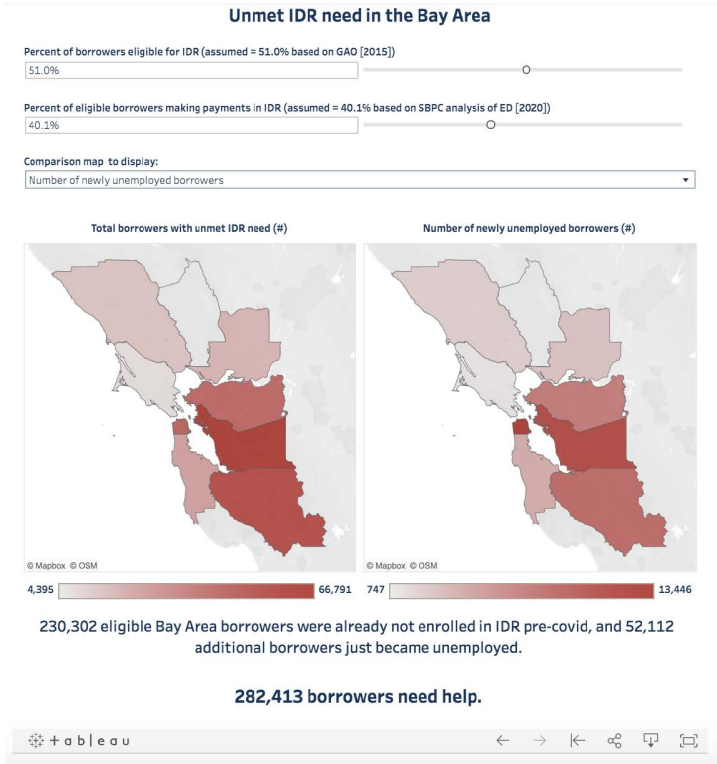 Unmet IDR need in the Bay Area
Percent of borrowers eligible for IDR (assumed = 51.0% based on GAO [2015])
51.0%
Percent of eligible borrowers making payments in IDR (assumed = 40.1% based on SBPC analysis of ED [2020])
40.1%
Comparison map to display:
Number of newly unemployed borrowers
Total borrowers with unmet IDR need (#)
Number of newly unemployed borrowers (#)
© Mapbox © OSM
© Mapbox © OSM
4,395
66,791
747
13,446
230,302 eligible Bay Area borrowers were already not enrolled in IDR pre-covid, and 52,112
additional borrowers just became unemployed.
282,413 borrowers need help.
+ a b l e a u